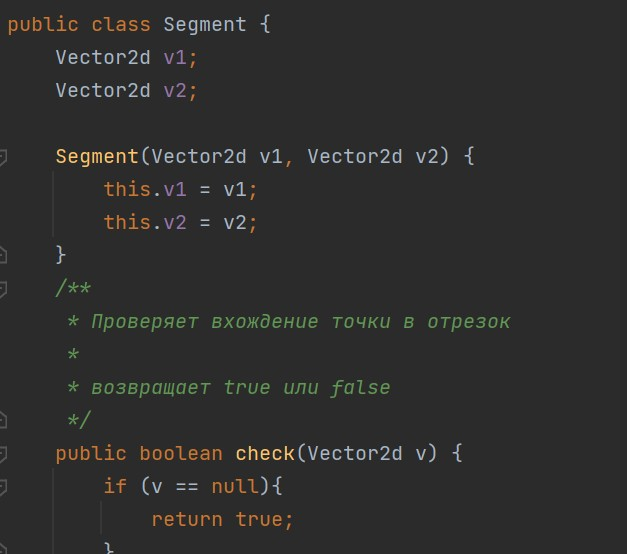 public class Segment {
Vector2d v1;
Vector2d v2;
Segment(Vector2d v1, Vector2d v2) {
this.v1 = v1;
this.v2 = v2;
}
/**
* Проверяет вхождение точки в отрезок
*
* возвращает true или false
*/
public boolean check(Vector2d v) {
if (v == null){
return true;
}